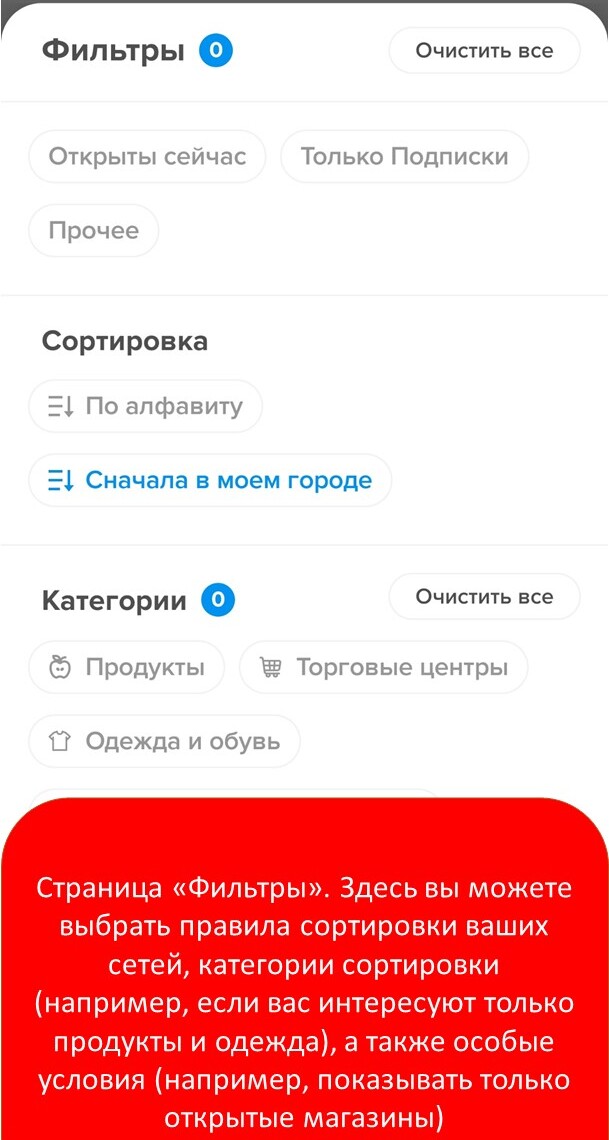 Фильтры 0 Очистить все
Открыты сейчас Только Подписки
Прочее
Сортировка
По алфавиту
Сначала в моем городе
Категории 0 Очистить все
Продукты Торговые центры
Одежда и обувь
Страница «Фильтры». Здесь вы можете
выбрать правила сортировки ваших
сетей, категории сортировки
(например, если вас интересуют только
продукты и одежда), а также особые
условия (например, показывать только
открытые магазины)